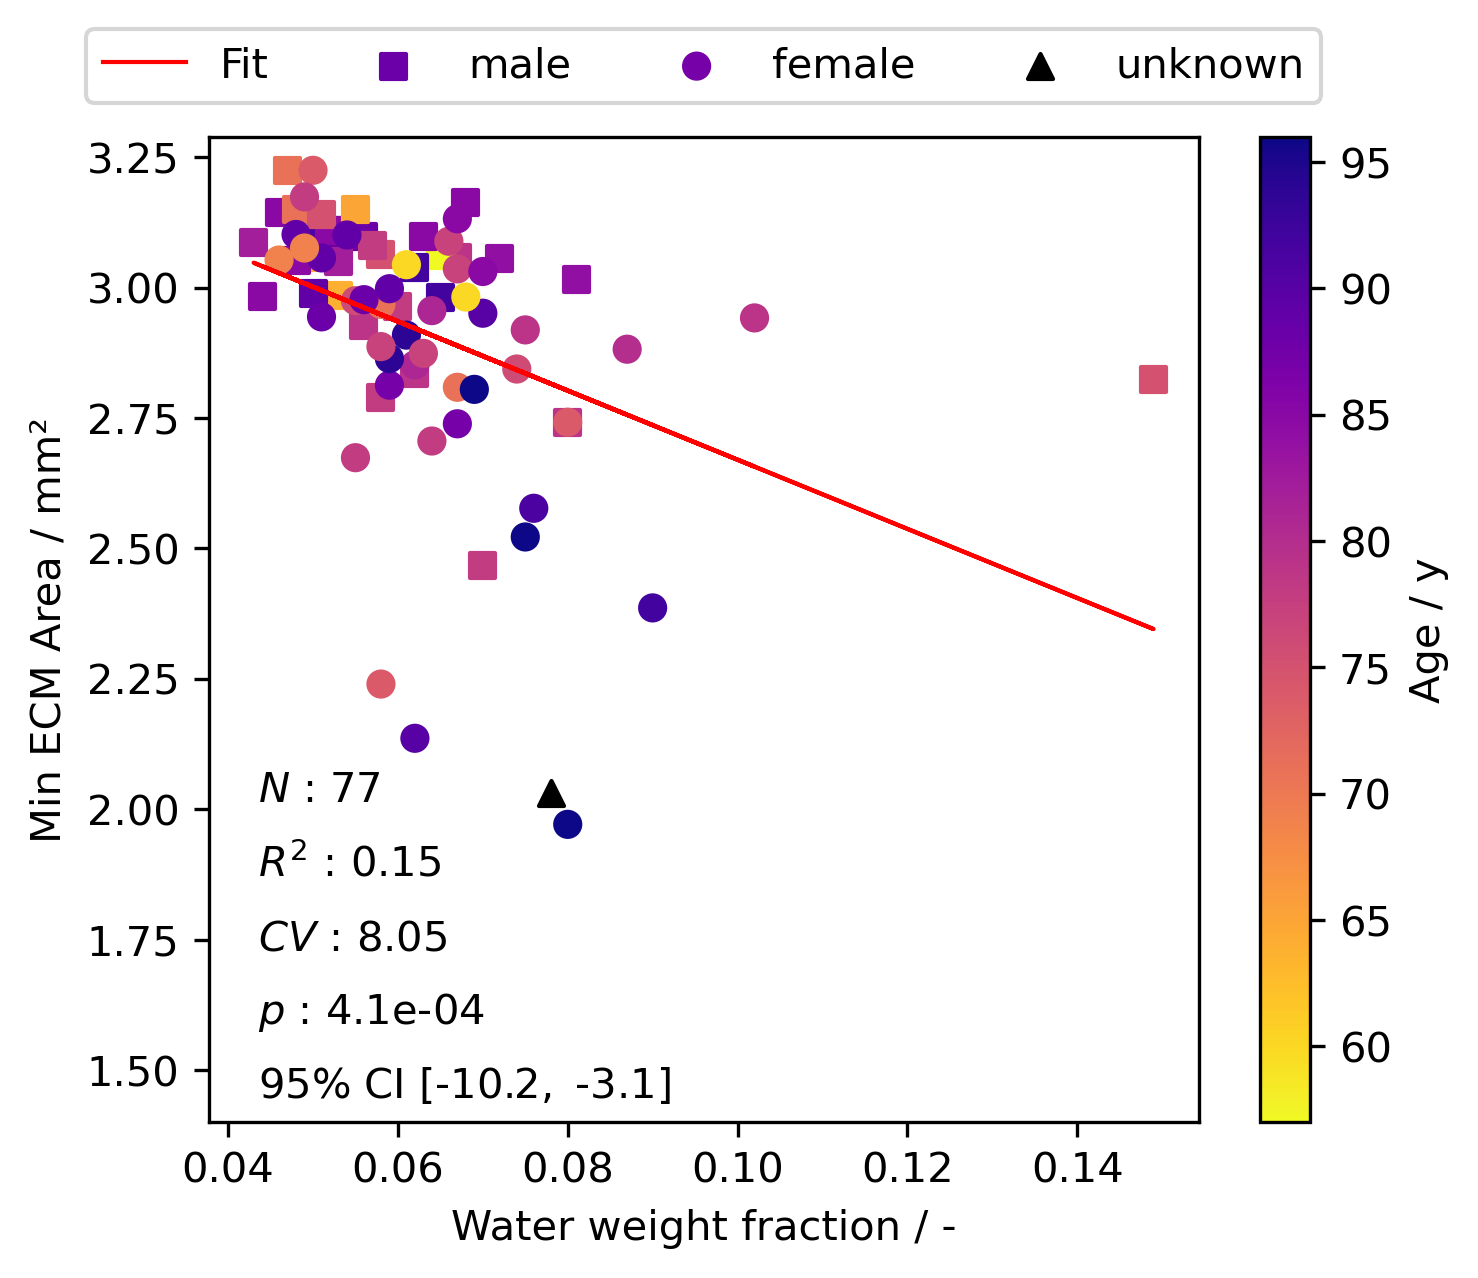 Fit male female unknown
3.25
3.00
2.75
2.50
2.25
2.00
1.75
1.50
Min ECM Area / mm²
N : 77
R² : 0.15
CV : 8.05
p : 4.1e-04
95% CI [-10.2, -3.1]
0.04 0.06 0.08 0.10 0.12 0.14
Water weight fraction / -
95
90
85
80
75
70
65
60
Age / y